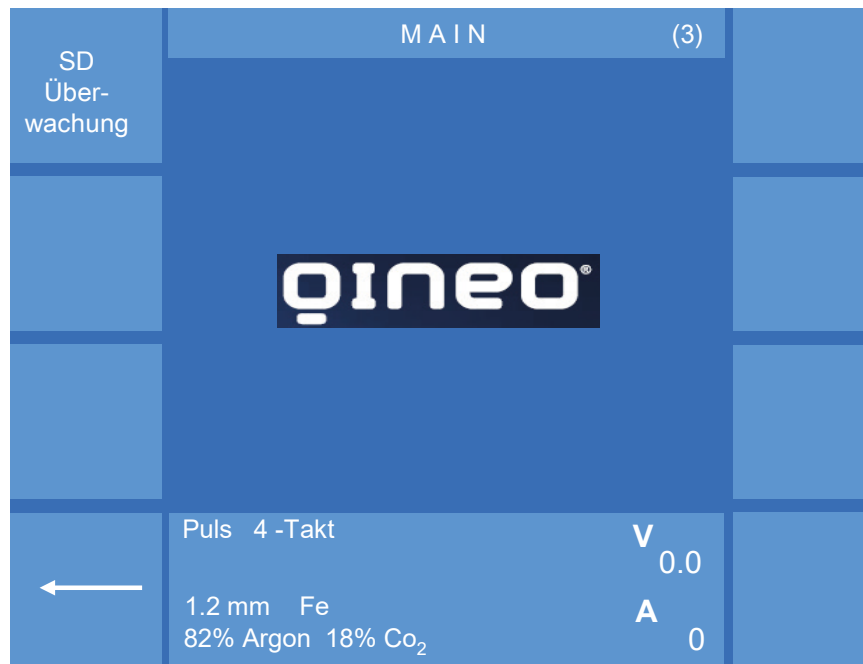 SD
Über-
wachung
M A I N (3)
QINEO®
Puls 4 -Takt
V
0.0
1.2 mm Fe
A
82% Argon 18% Co₂
0